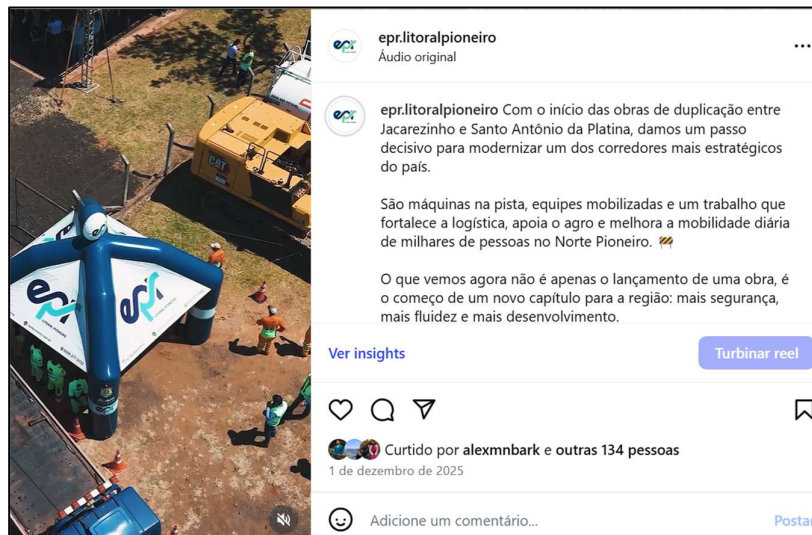 epr.litoralpioneiro
Áudio original
epr
epr.litoralpioneiro Com o início das obras de duplicação entre
Jacarezinho e Santo Antônio da Platina, damos um passo
decisivo para modernizar um dos corredores mais estratégicos
do país.
São máquinas na pista, equipes mobilizadas e um trabalho que
fortalece a logística, apoia o agro e melhora a mobilidade diária
de milhares de pessoas no Norte Pioneiro. 🚧
O que vemos agora não é apenas o lançamento de uma obra, é
o começo de um novo capítulo para a região: mais segurança,
mais fluidez e mais desenvolvimento.
Ver insights
Turbinar reel
Curtido por alexmnbark e outras 134 pessoas
1 de dezembro de 2025
Adicione um comentário...
Postar
CAT
epr
epr
LITORAL PIONEIRO